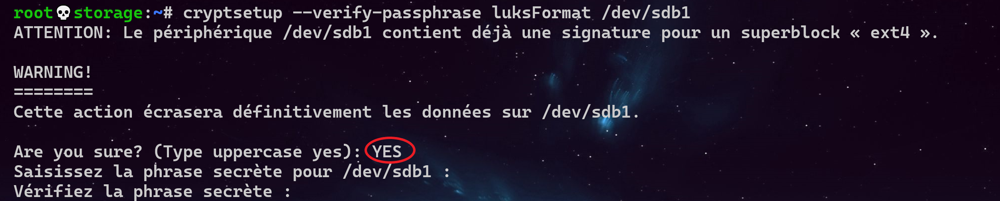 root💀storage:~# cryptsetup --verify-passphrase luksFormat /dev/sdb1
ATTENTION: Le périphérique /dev/sdb1 contient déjà une signature pour un superblock « ext4 ».
WARNING!
========
Cette action écrasera définitivement les données sur /dev/sdb1.
Are you sure? (Type uppercase yes): YES
Saisissez la phrase secrète pour /dev/sdb1 :
Vérifiez la phrase secrète :